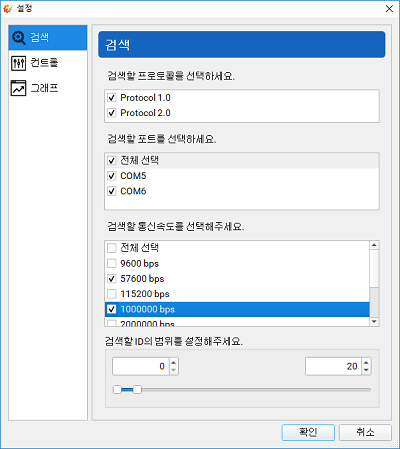 설정
검색
컨트롤
그래프
검색
검색할 프로토콜을 선택하세요.
Protocol 1.0
Protocol 2.0
검색할 포트를 선택하세요.
전체 선택
COM5
COM6
검색할 통신속도를 선택해주세요.
전체 선택
9600 bps
57600 bps
115200 bps
1000000 bps
2000000 bps
검색할 ID의 범위를 설정해주세요.
0 20
확인 취소